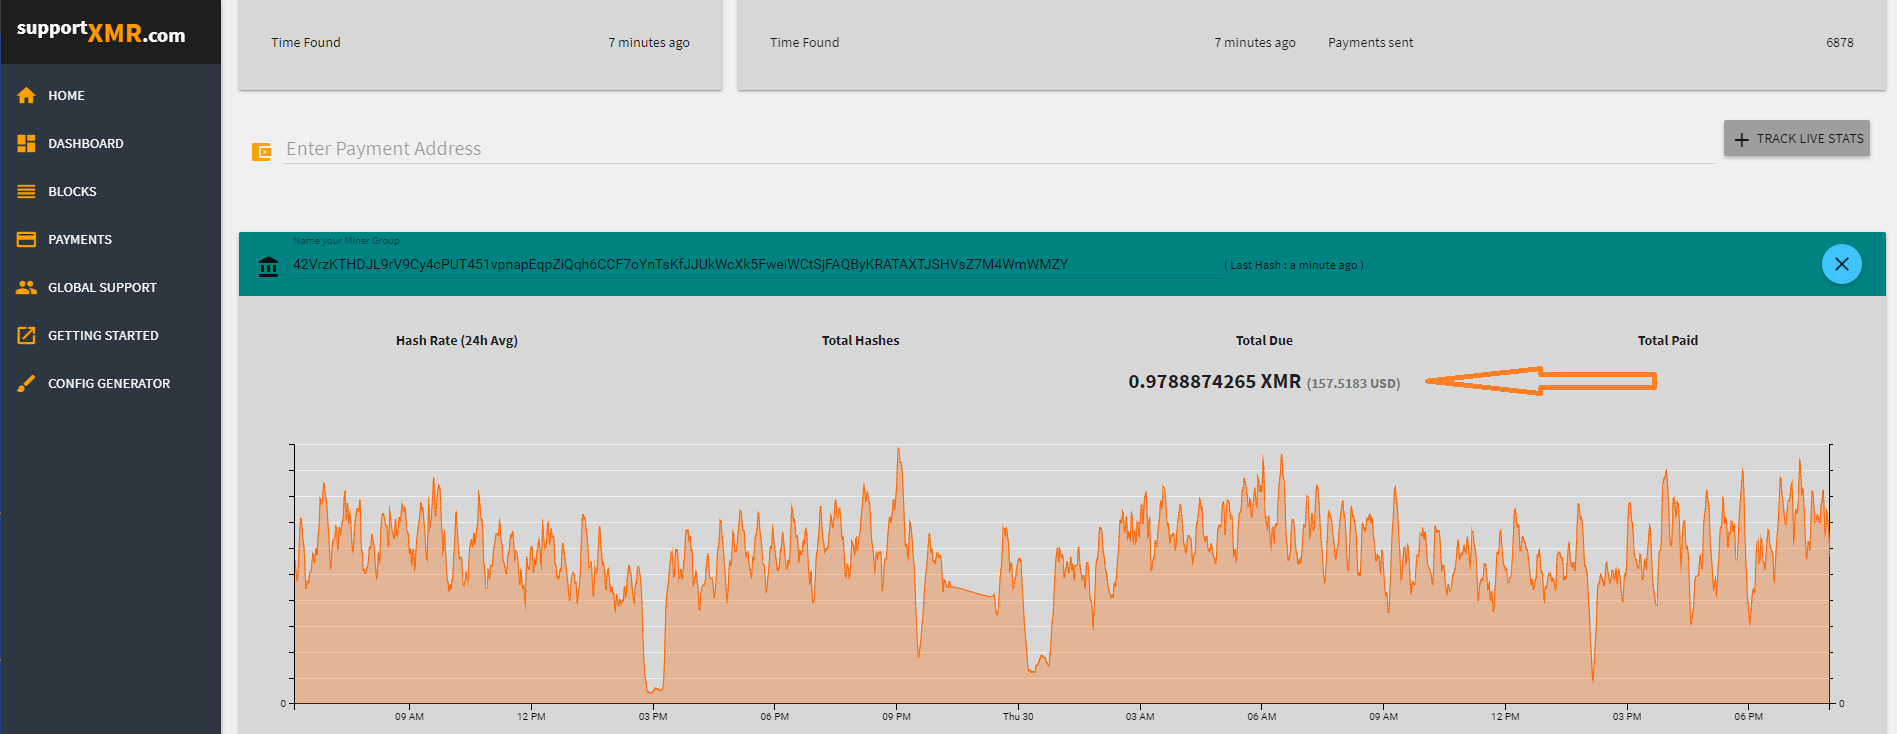 supportXMR.com
Time Found 7 minutes ago
Time Found 7 minutes ago Payments sent 6878
HOME
DASHBOARD
BLOCKS
PAYMENTS
GLOBAL SUPPORT
GETTING STARTED
CONFIG GENERATOR
Enter Payment Address
TRACK LIVE STATS
Name your Miner Group
42VrzKTHDJL9rV9Cy4cPUT451vpnapEqpZiQqh6CCF7oYnTsKfJJUkWcXk5FweiWCtSjFAQByKRATAXTJSHVsZ7M4WmWMZY ( Last Hash : a minute ago )
Hash Rate (24h Avg) Total Hashes Total Due Total Paid
0.9788874265 XMR (157.5183 USD)
0 0
09 AM 12 PM 03 PM 06 PM 09 PM Thu 30 03 AM 06 AM 09 AM 12 PM 03 PM 06 PM